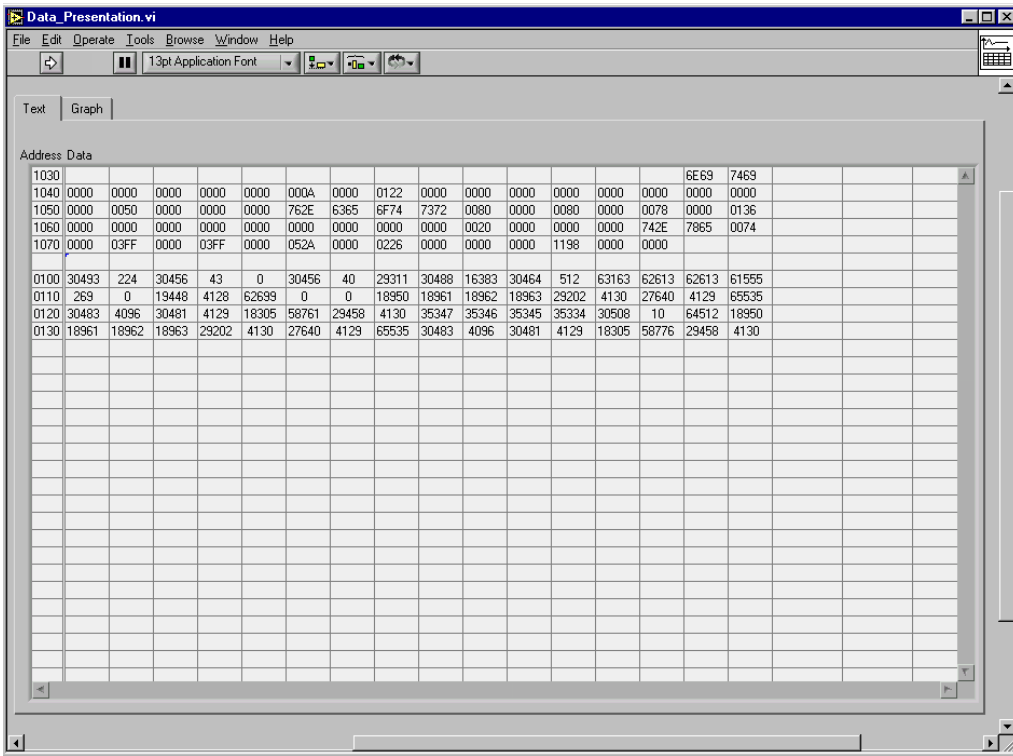 Data_Presentation.vi
File Edit Operate Tools Browse Window Help
13pt Application Font
Text Graph
Address Data
1030 6E69 7469
1040 0000 0000 0000 0000 0000 000A 0000 0122 0000 0000 0000 0000 0000 0000 0000 0000
1050 0000 0050 0000 0000 0000 762E 6365 6F74 7372 0080 0000 0080 0000 0078 0000 0136
1060 0000 0000 0000 0000 0000 0000 0000 0000 0000 0020 0000 0000 0000 742E 7865 0074
1070 0000 03FF 0000 03FF 0000 052A 0000 0226 0000 0000 0000 1198 0000 0000
0100 30493 224 30456 43 0 30456 40 29311 30488 16383 30464 512 63163 62613 62613 61555
0110 269 0 19448 4128 62699 0 0 18950 18961 18962 18963 29202 4130 27640 4129 65535
0120 30483 4096 30481 4129 18305 58761 29458 4130 35347 35346 35345 35334 30508 10 64512 18950
0130 18961 18962 18963 29202 4130 27640 4129 65535 30483 4096 30481 4129 18305 58776 29458 4130